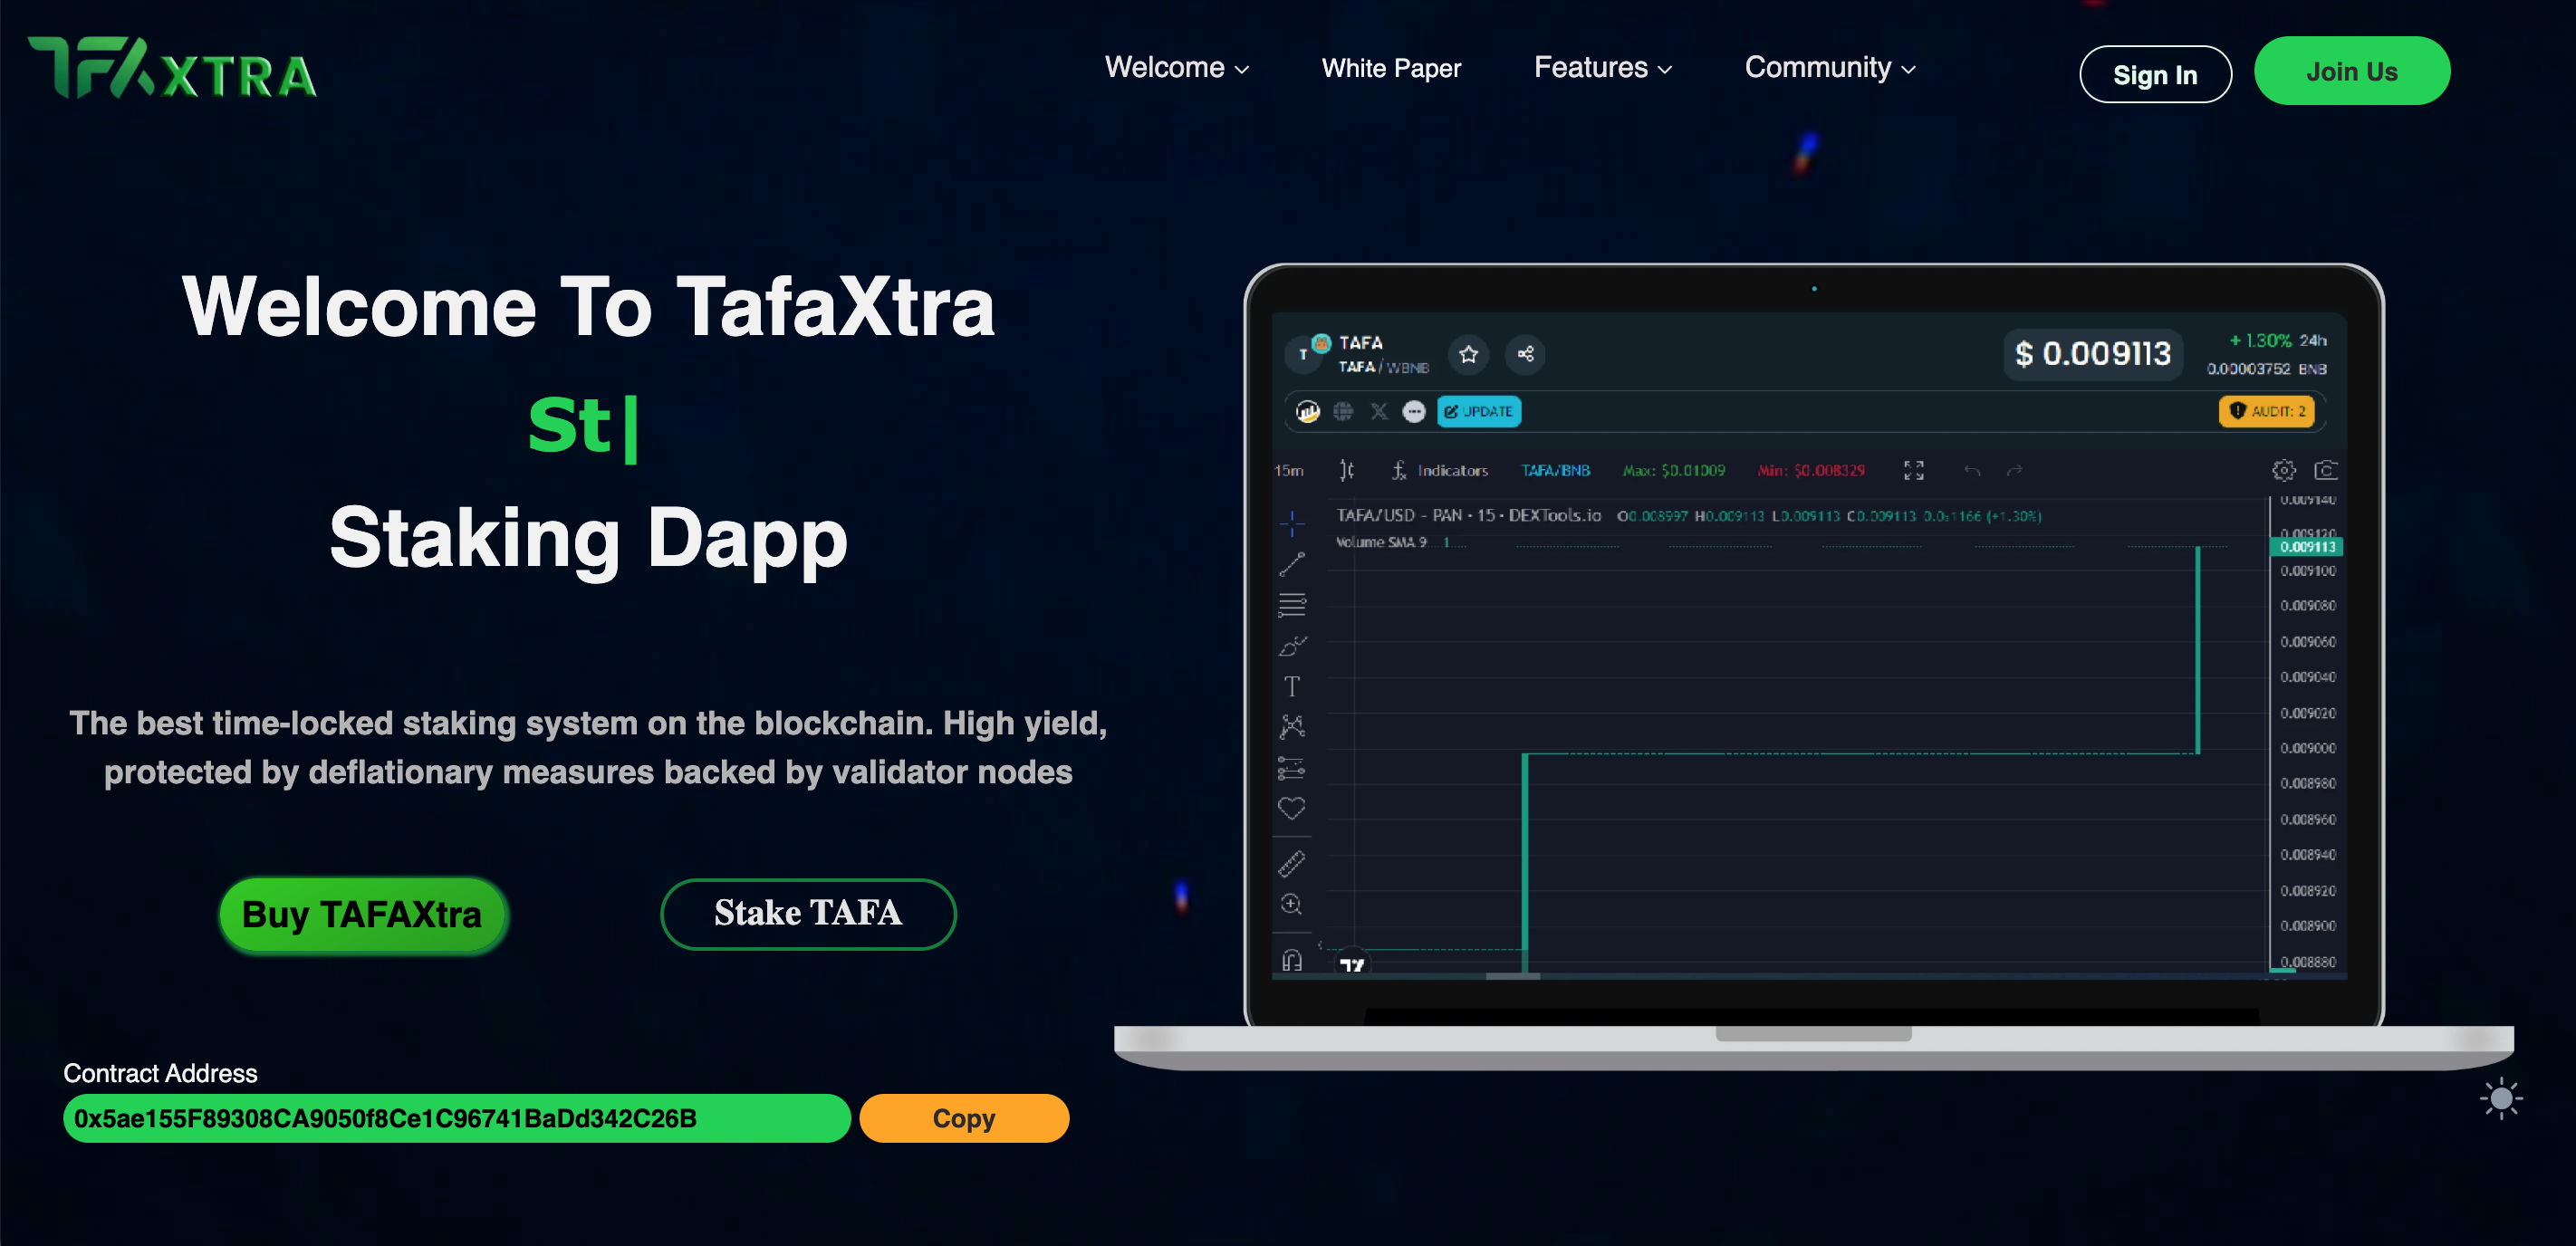 TFAXTRA
Welcome
White Paper
Features
Community
Sign In
Join Us
Welcome To TafaXtra
St|
Staking Dapp
The best time-locked staking system on the blockchain. High yield,
protected by deflationary measures backed by validator nodes
Buy TAFAXtra
Stake TAFA
Contract Address
0x5ae155F89308CA9050f8Ce1C96741BaDd342C26B
Copy
T
TAFA
TAFA / WBNB
$ 0.009113
+ 1.30% 24h
0.00003752 BNB
UPDATE
AUDIT: 2
15m
Indicators
TAFA/BNB
Max: $0.01009
Min: $0.008329
TAFA/USD - PAN · 15 · DEXTools.io O0.008997 H0.009113 L0.009113 C0.009113 0.0₃1166 (+1.30%)
Volume SMA 9 1
0.009140
0.009120
0.009113
0.009100
0.009080
0.009060
0.009040
0.009020
0.009000
0.008980
0.008960
0.008940
0.008920
0.008900
0.008880